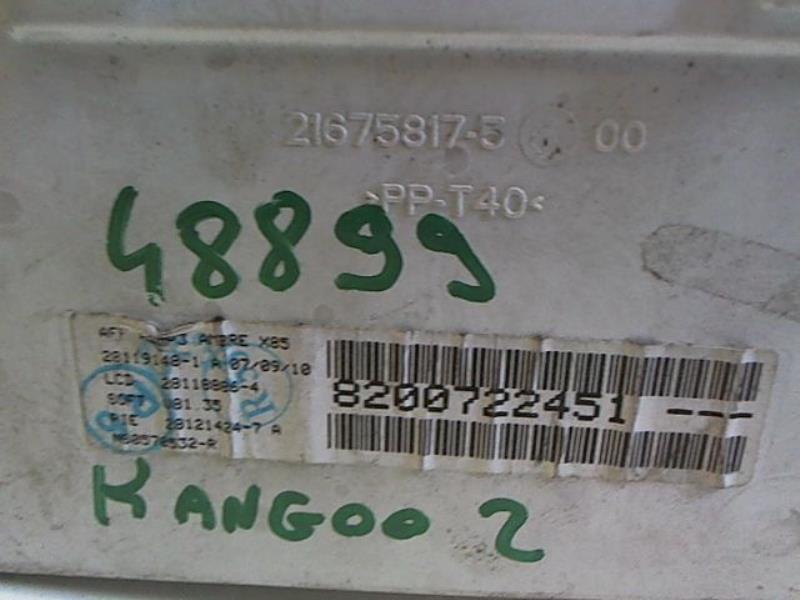 21675817-5 00
>PP-T40<
48899
AMBRE X85
28119148-1 A 07/09/10
LCD 28118886-4
SOFT 081.35
28121424-7 A
8200722451 ---
KANGOO 2